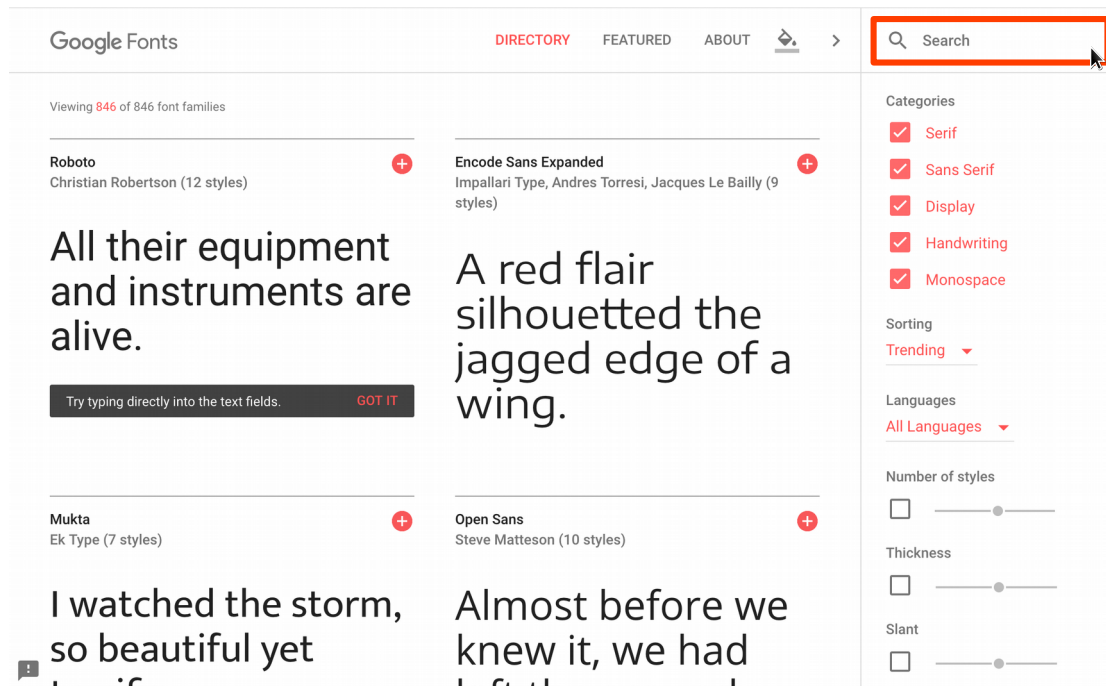 Google Fonts
DIRECTORY
FEATURED
ABOUT
Search
Viewing 846 of 846 font families
Roboto
Christian Robertson (12 styles)
All their equipment
and instruments are
alive.
Try typing directly into the text fields.
GOT IT
Encode Sans Expanded
Impallari Type, Andres Torresi, Jacques Le Bailly (9
styles)
A red flair
silhouetted the
jagged edge of a
wing.
Mukta
Ek Type (7 styles)
I watched the storm,
so beautiful yet
Open Sans
Steve Matteson (10 styles)
Almost before we
knew it, we had
Categories
Serif
Sans Serif
Display
Handwriting
Monospace
Sorting
Trending
Languages
All Languages
Number of styles
Thickness
Slant